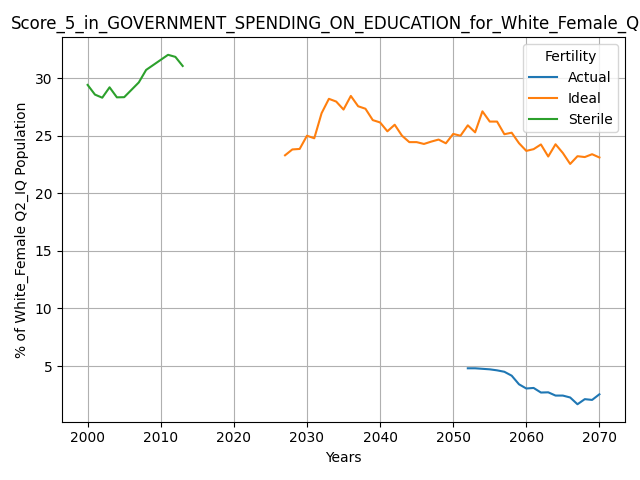 Score_5_in_GOVERNMENT_SPENDING_ON_EDUCATION_for_White_Female_Q
Fertility
Actual
Ideal
Sterile
% of White_Female Q2_IQ Population
30
25
20
15
10
5
2000 2010 2020 2030 2040 2050 2060 2070
Years